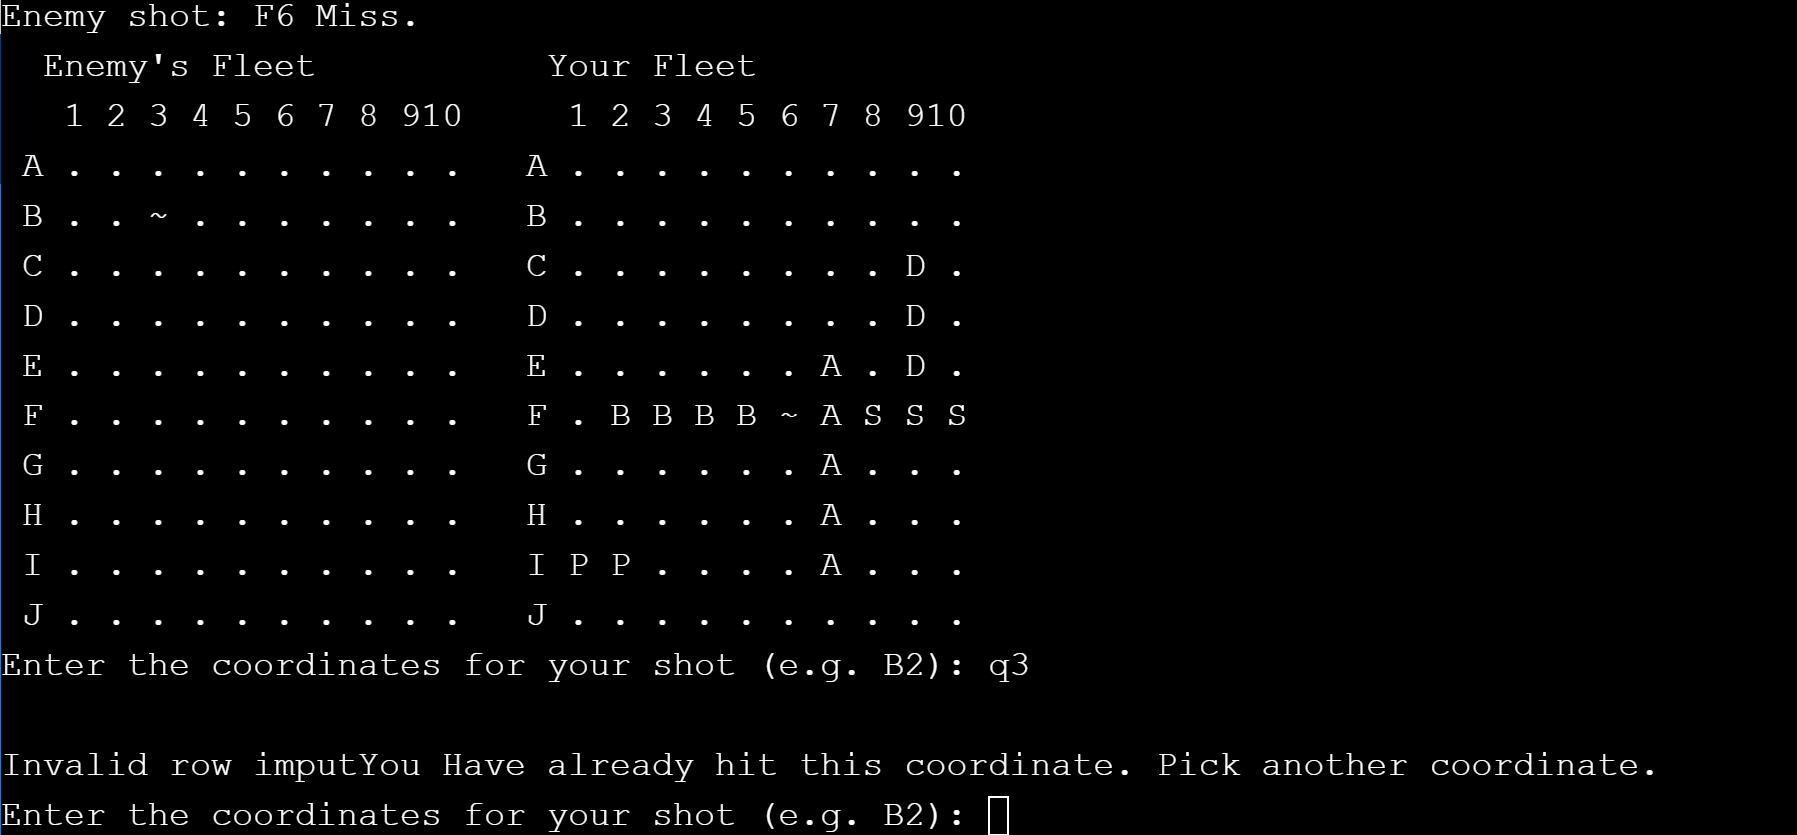 Enemy shot: F6 Miss.
  Enemy's Fleet           Your Fleet
   1 2 3 4 5 6 7 8 910     1 2 3 4 5 6 7 8 910
 A . . . . . . . . . .   A . . . . . . . . . .
 B . . ~ . . . . . . .   B . . . . . . . . . .
 C . . . . . . . . . .   C . . . . . . . . D .
 D . . . . . . . . . .   D . . . . . . . . D .
 E . . . . . . . . . .   E . . . . . . A . D .
 F . . . . . . . . . .   F . B B B B ~ A S S S
 G . . . . . . . . . .   G . . . . . . A . . .
 H . . . . . . . . . .   H . . . . . . A . . .
 I . . . . . . . . . .   I P P . . . . A . . .
 J . . . . . . . . . .   J . . . . . . . . . .
Enter the coordinates for your shot (e.g. B2): q3
Invalid row imputYou Have already hit this coordinate. Pick another coordinate.
Enter the coordinates for your shot (e.g. B2):